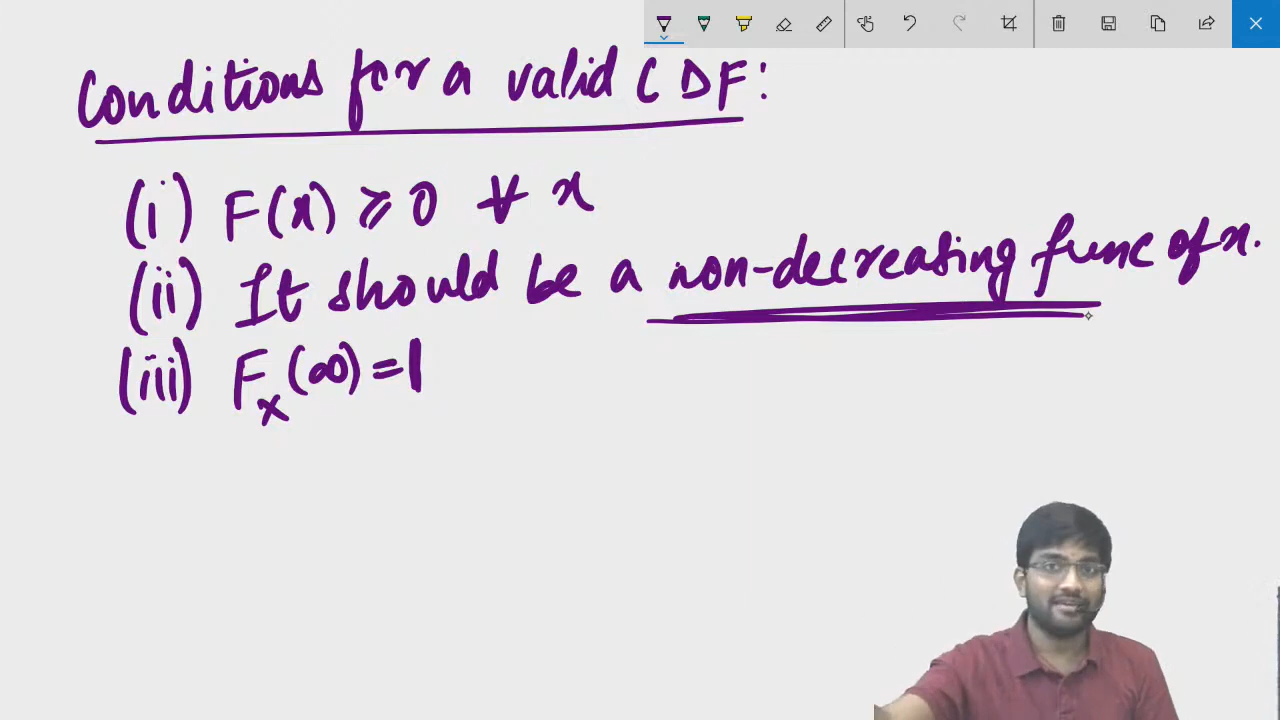 Conditions for a valid CDF:
(i) F(x) ⩾ 0 ∀ x
(ii) It should be a non-decreasing func of x.
(iii) Fₓ(∞) = 1